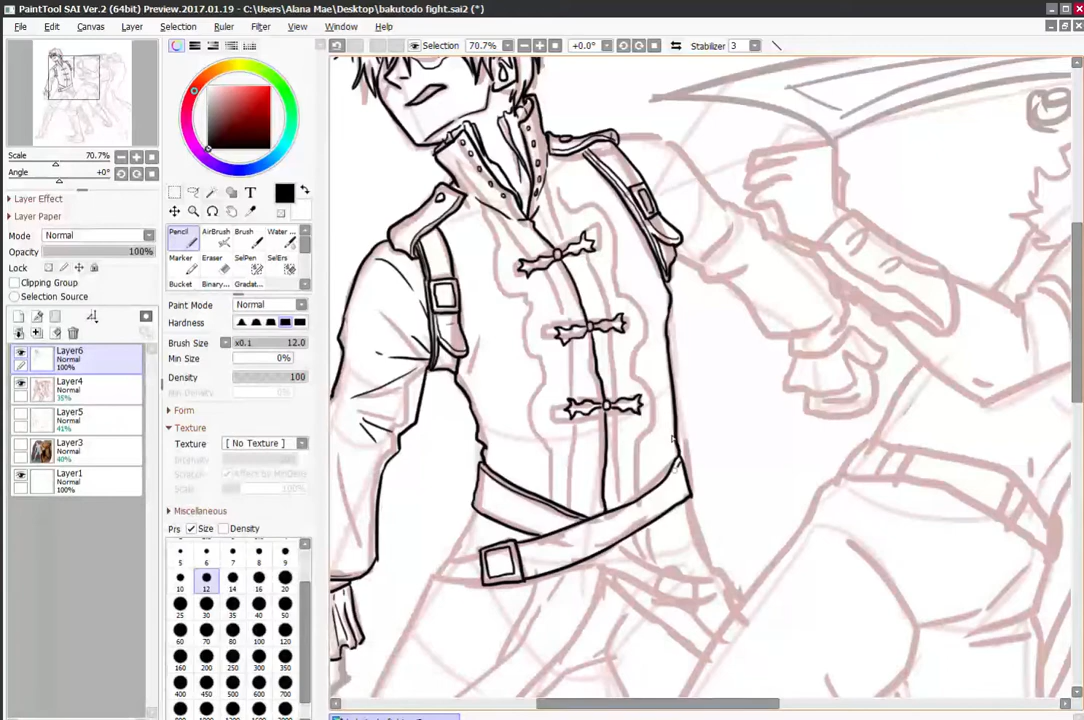 PaintTool SAI Ver.2 (64bit) Preview.2017.01.19 - C:\Users\Alana Mae\Desktop\bakutodo fight.sai2 (*)
File Edit Canvas Layer Selection Ruler Filter View Window Help
Selection 70.7% +0.0° Stabilizer 3
Scale 70.7%
Angle +0°
Layer Effect
Layer Paper
Mode Normal
Opacity 100%
Lock
Clipping Group
Selection Source
Layer6
Normal
100%
Layer4
Normal
35%
Layer5
Normal
41%
Layer3
Normal
40%
Layer1
Normal
100%
T
Pencil AirBrush Brush Water ...
Marker Eraser SelPen SelErs
Bucket Binary... Gradat...
Paint Mode Normal
Hardness
Brush Size x0.1 12.0
Min Size 0%
Density 100
Min Density 0%
Form
Texture
Texture [ No Texture ]
Intensity
Scale 100%
Miscellaneous
Prs Size Density
5 6 7 8 9
10 12 14 16 20
25 30 35 40 50
60 70 80 100 120
160 200 250 300 350
400 450 500 600 700